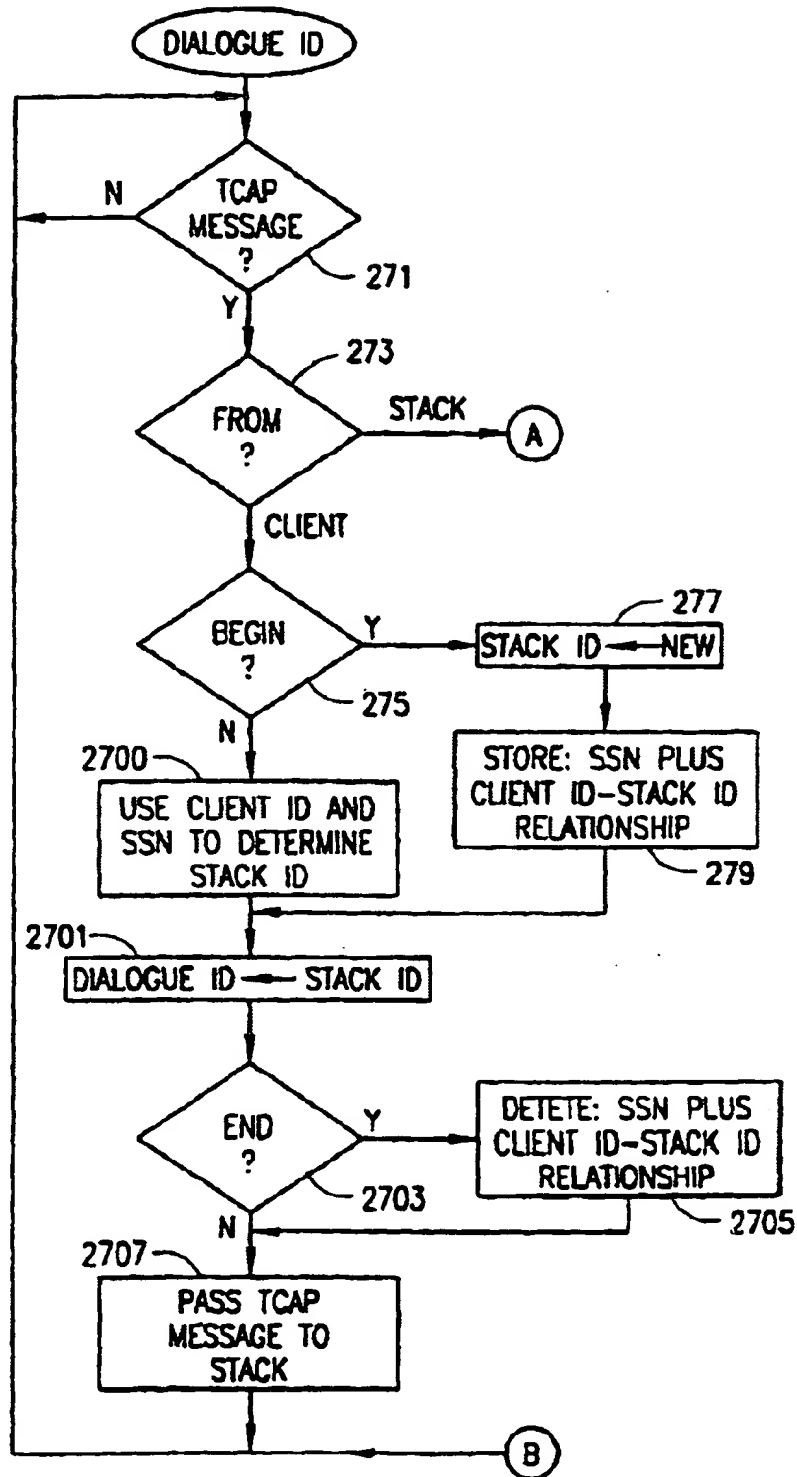 DIALOGUE ID
N
TCAP
MESSAGE
?
271
Y
273
FROM
?
STACK
A
CLIENT
277
BEGIN
?
Y
STACK ID
NEW
275
N
2700
USE CLIENT ID AND
SSN TO DETERMINE
STACK ID
STORE: SSN PLUS
CLIENT ID-STACK ID
RELATIONSHIP
279
2701
DIALOGUE ID
STACK ID
END
?
Y
DETETE: SSN PLUS
CLIENT ID-STACK ID
RELATIONSHIP
2703
2705
N
2707
PASS TCAP
MESSAGE TO
STACK
B